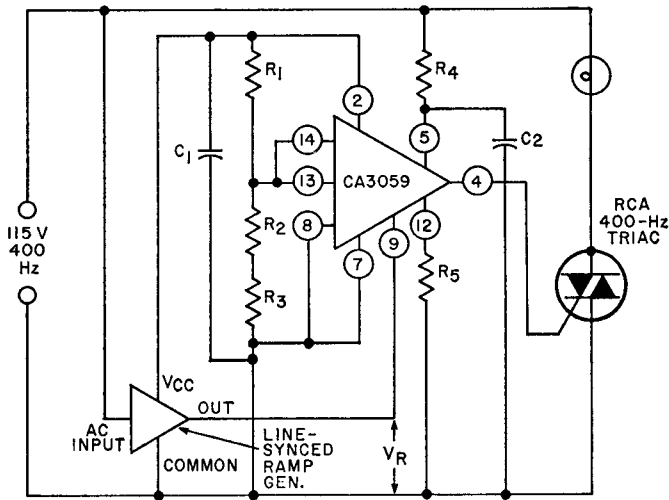 R1
R4
2
C1
14
5
C2
13
CA3059
4
R2
8
12
9
RCA
400-Hz
TRIAC
115 V
400
Hz
7
R3
R5
VCC
OUT
AC
INPUT
LINE-
SYNCED
RAMP
GEN.
VR
COMMON